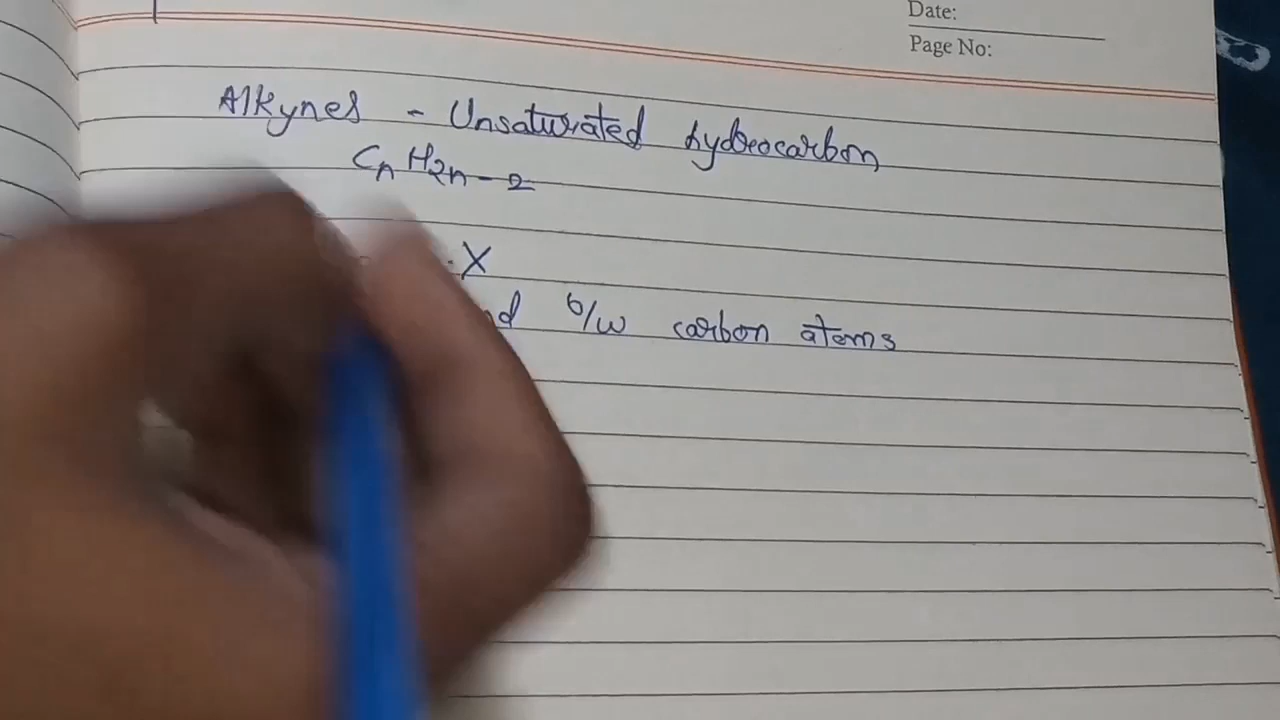 Date:
Page No:
Alkynes - Unsaturated hydrocarbon
CnH2n-2
X
b/w carbon atoms